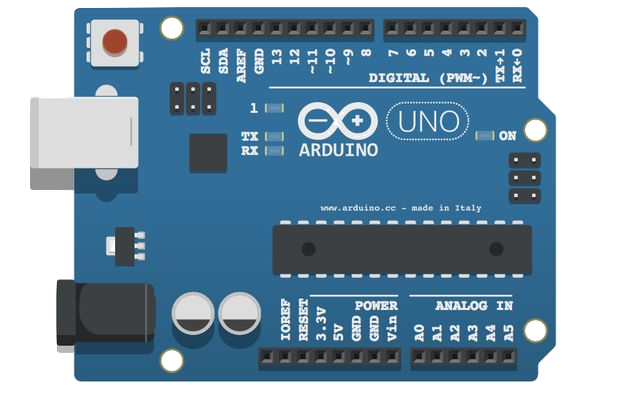 SCL
SDA
AREF
GND
13
12
~11
~10
~9
8
7
6
5
4
3
2
TX→1
RX←0
DIGITAL (PWM~)
1
TX
RX
ARDUINO
UNO
ON
www.arduino.cc - made in Italy
POWER
ANALOG IN
IOREF
RESET
3.3V
5V
GND
GND
Vin
A0
A1
A2
A3
A4
A5